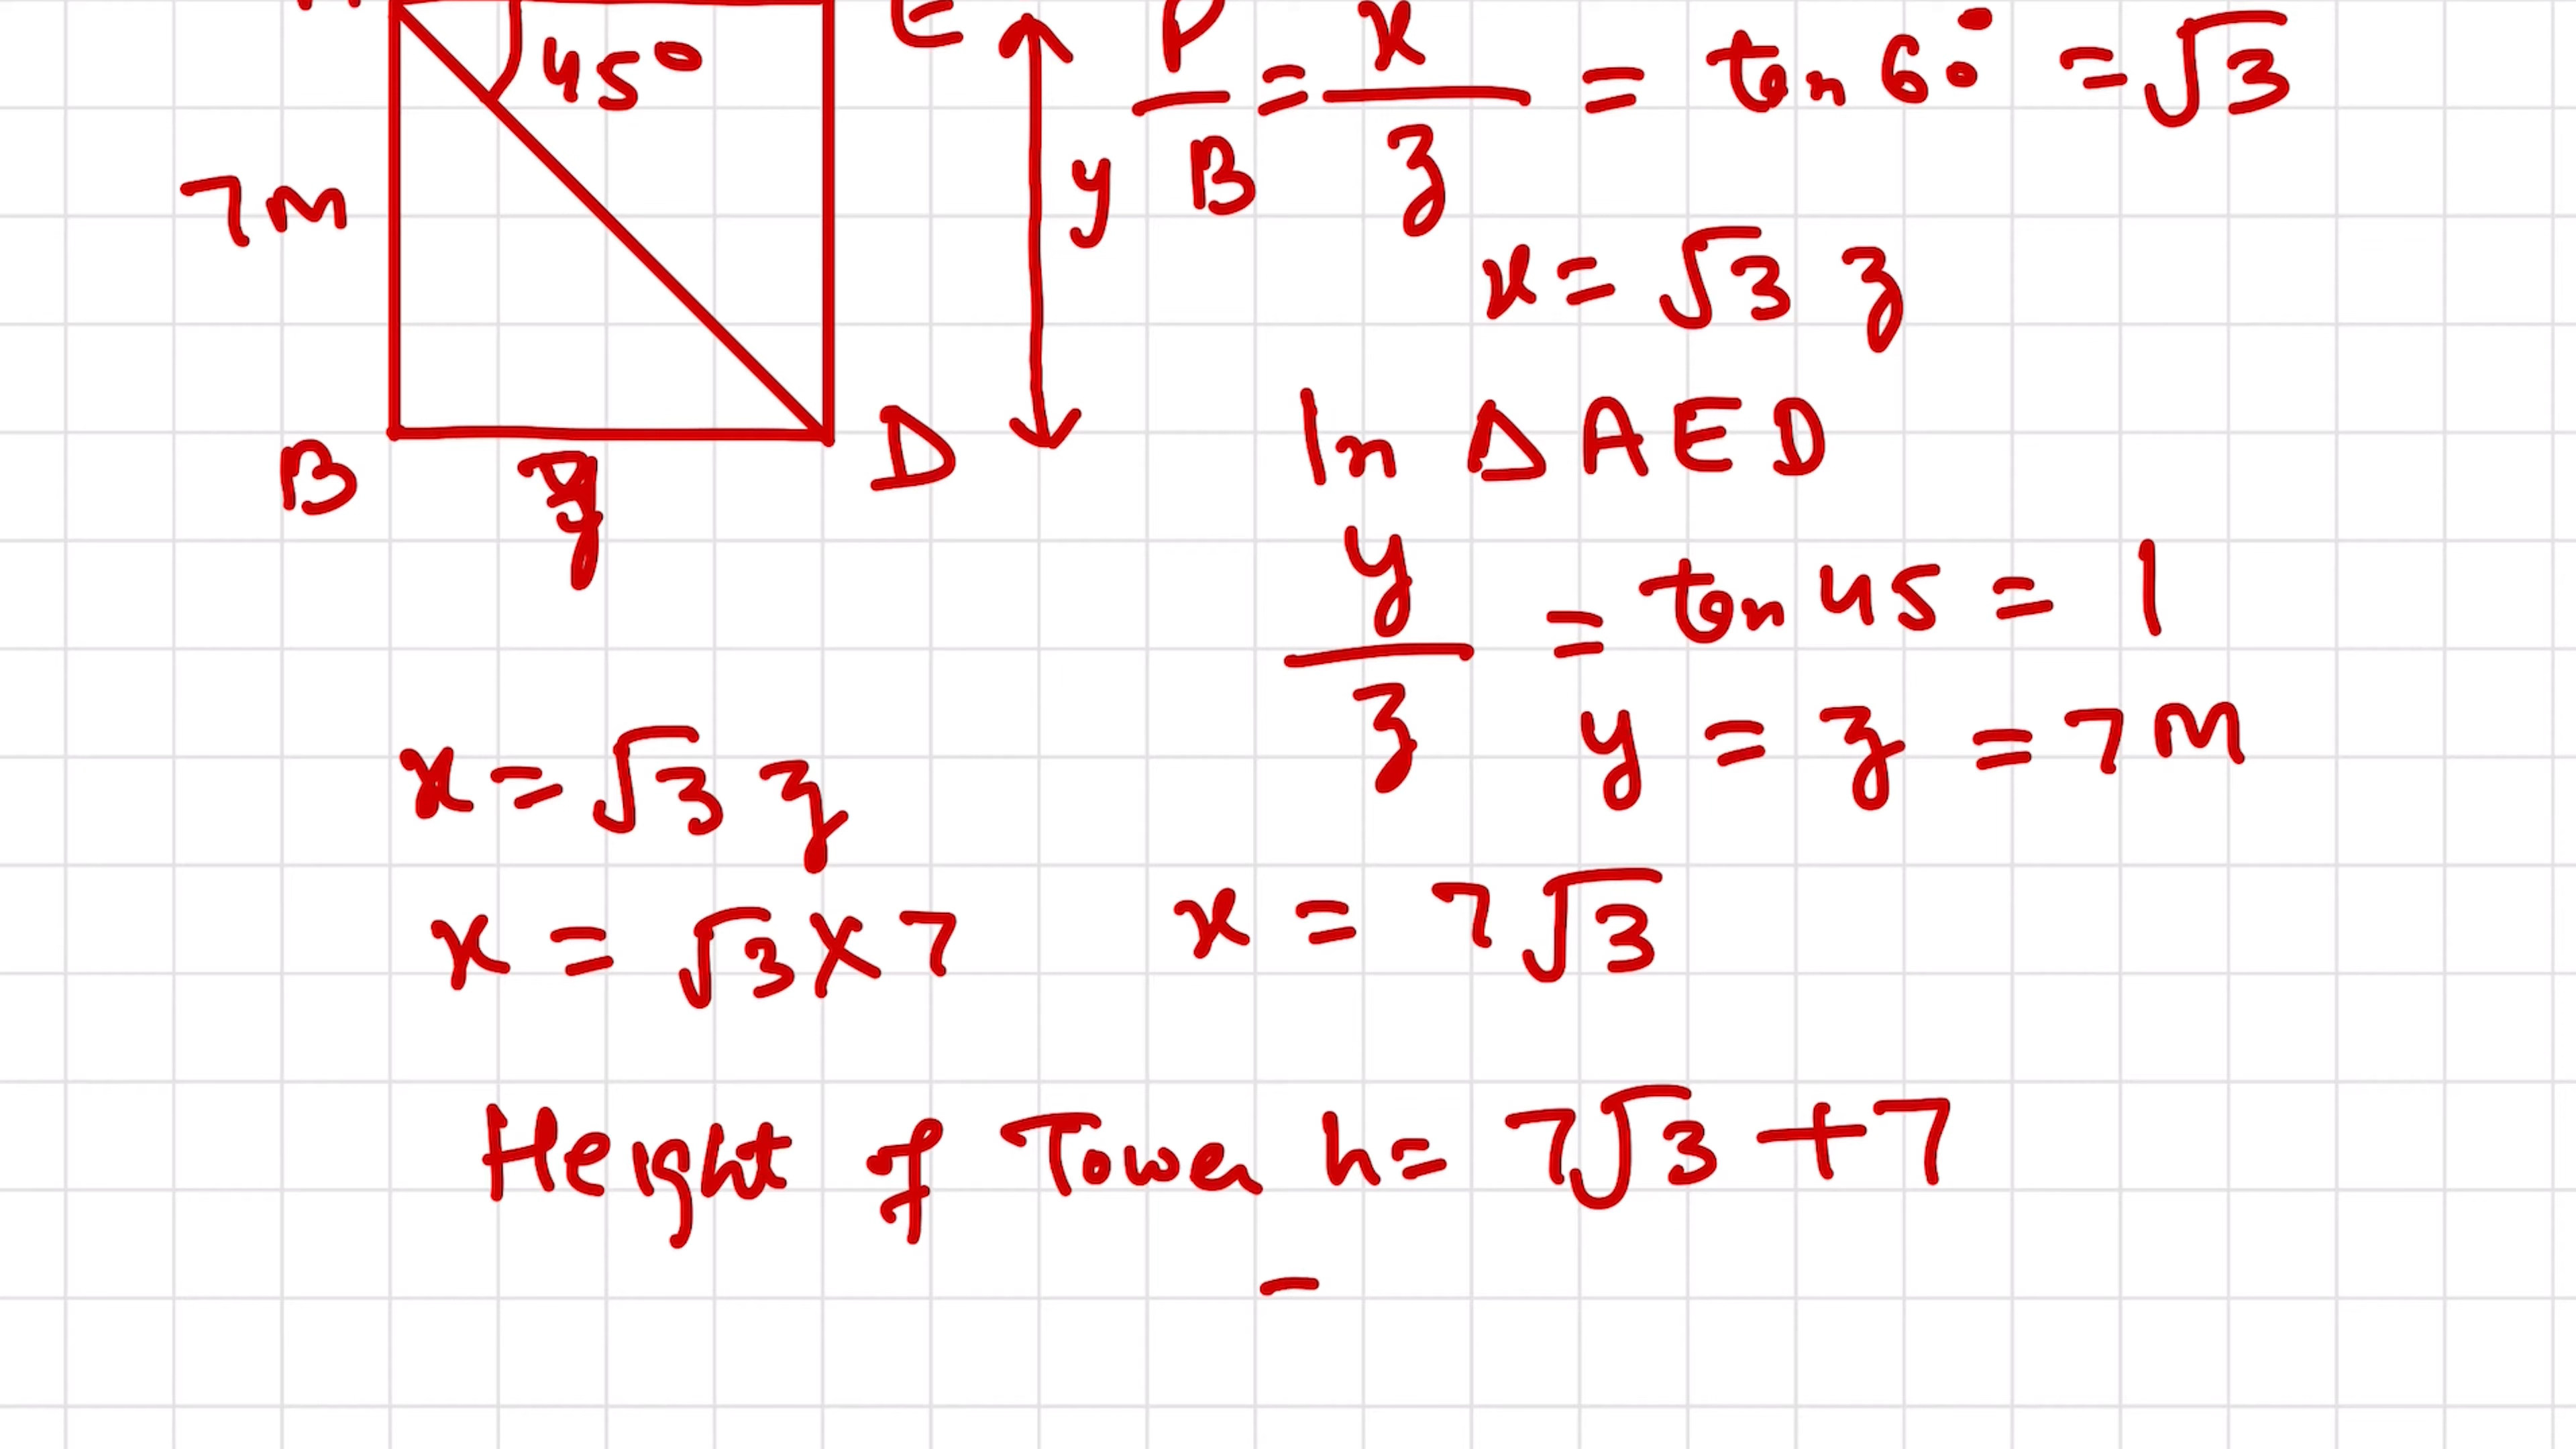 45°
7M
B
D
y
P/B = x/z = tan 60° = √3
x = √3 z
In Δ AED
y/z = tan 45 = 1
y = z = 7M
x = √3 z
x = √3 × 7
x = 7√3
Height of Tower h = 7√3 + 7